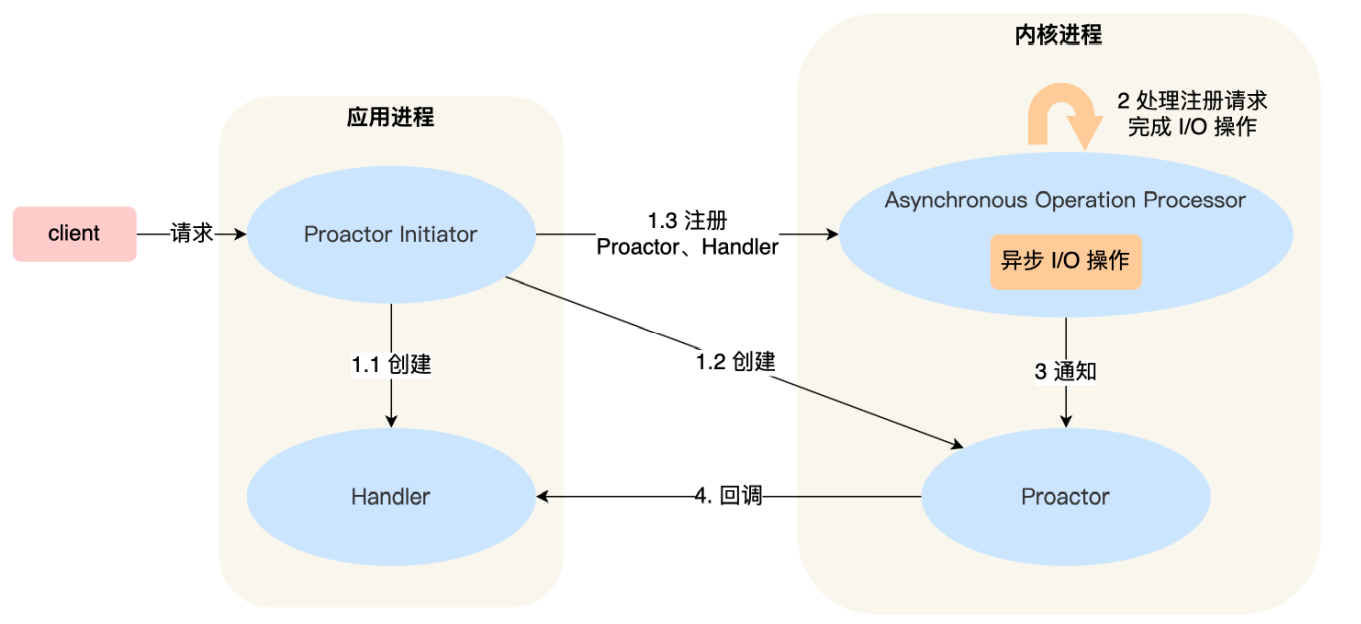 内核进程
应用进程
2 处理注册请求
完成 I/O 操作
client
请求
Proactor Initiator
1.3 注册
Proactor、Handler
Asynchronous Operation Processor
异步 I/O 操作
1.1 创建
1.2 创建
3 通知
Handler
4. 回调
Proactor